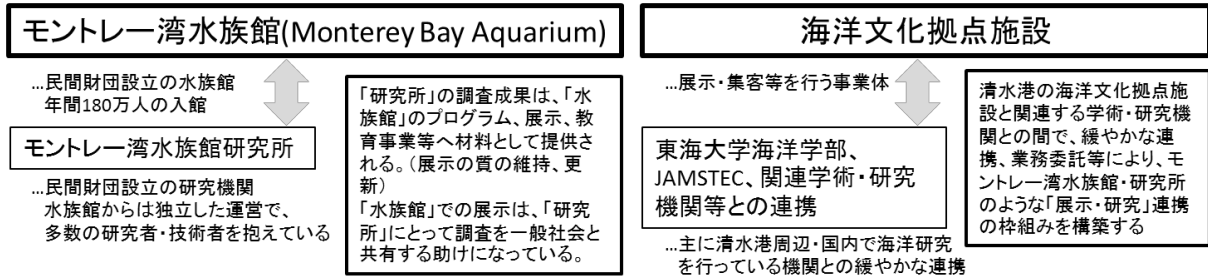 モントレー湾水族館(Monterey Bay Aquarium)
…民間財団設立の水族館
年間180万人の入館
モントレー湾水族館研究所
…民間財団設立の研究機関
水族館からは独立した運営で、
多数の研究者・技術者を抱えている
「研究所」の調査成果は、「水
族館」のプログラム、展示、教
育事業等へ材料として提供さ
れる。(展示の質の維持、更
新)
「水族館」での展示は、「研究
所」にとって調査を一般社会と
共有する助けになっている。
海洋文化拠点施設
…展示・集客等を行う事業体
東海大学海洋学部、
JAMSTEC、関連学術・研究
機関等との連携
…主に清水港周辺・国内で海洋研究
を行っている機関との緩やかな連携
清水港の海洋文化拠点施
設と関連する学術・研究機
関との間で、緩やかな連
携、業務委託等により、モ
ントレー湾水族館・研究所
のような「展示・研究」連携
の枠組みを構築する